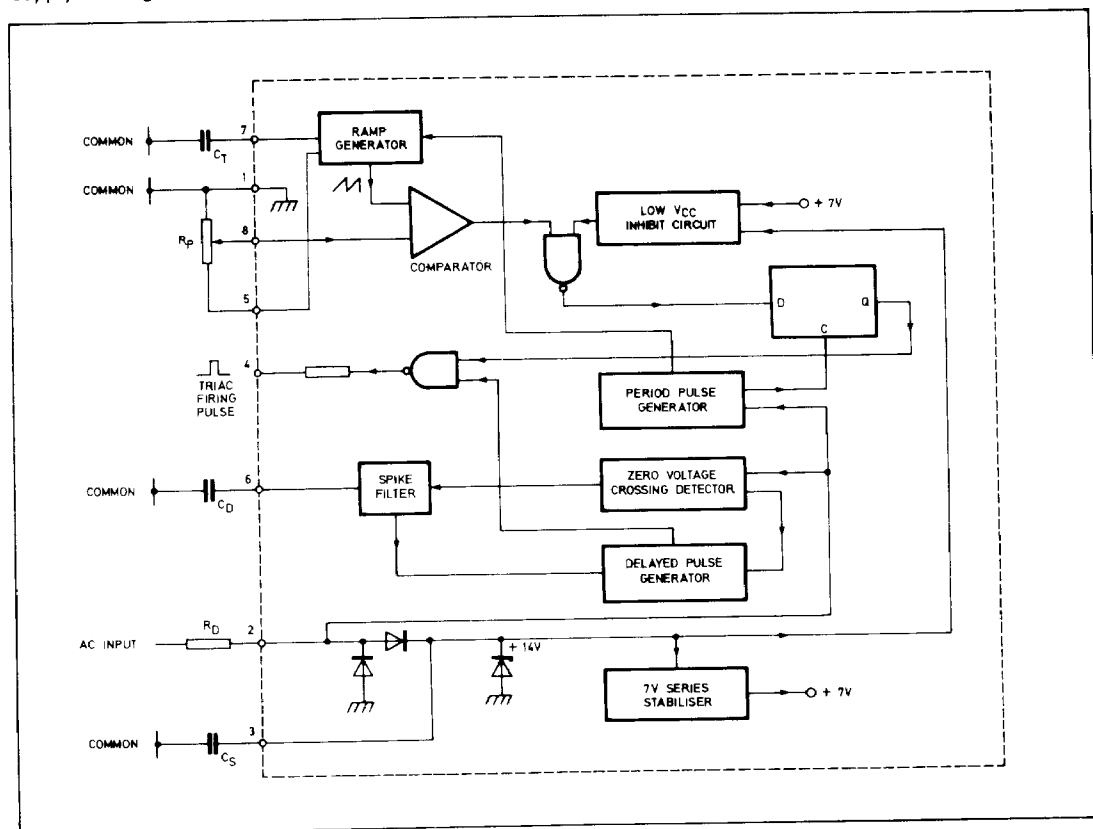 COMMON
C_T
7
RAMP
GENERATOR
COMMON
1
R_P
8
5
COMPARATOR
LOW V_CC
INHIBIT CIRCUIT
+ 7V
D
Q
C
4
TRIAC
FIRING
PULSE
PERIOD PULSE
GENERATOR
COMMON
C_D
6
SPIKE
FILTER
ZERO VOLTAGE
CROSSING DETECTOR
DELAYED PULSE
GENERATOR
AC INPUT
R_D
2
+ 14V
7V SERIES
STABILISER
+ 7V
COMMON
C_S
3